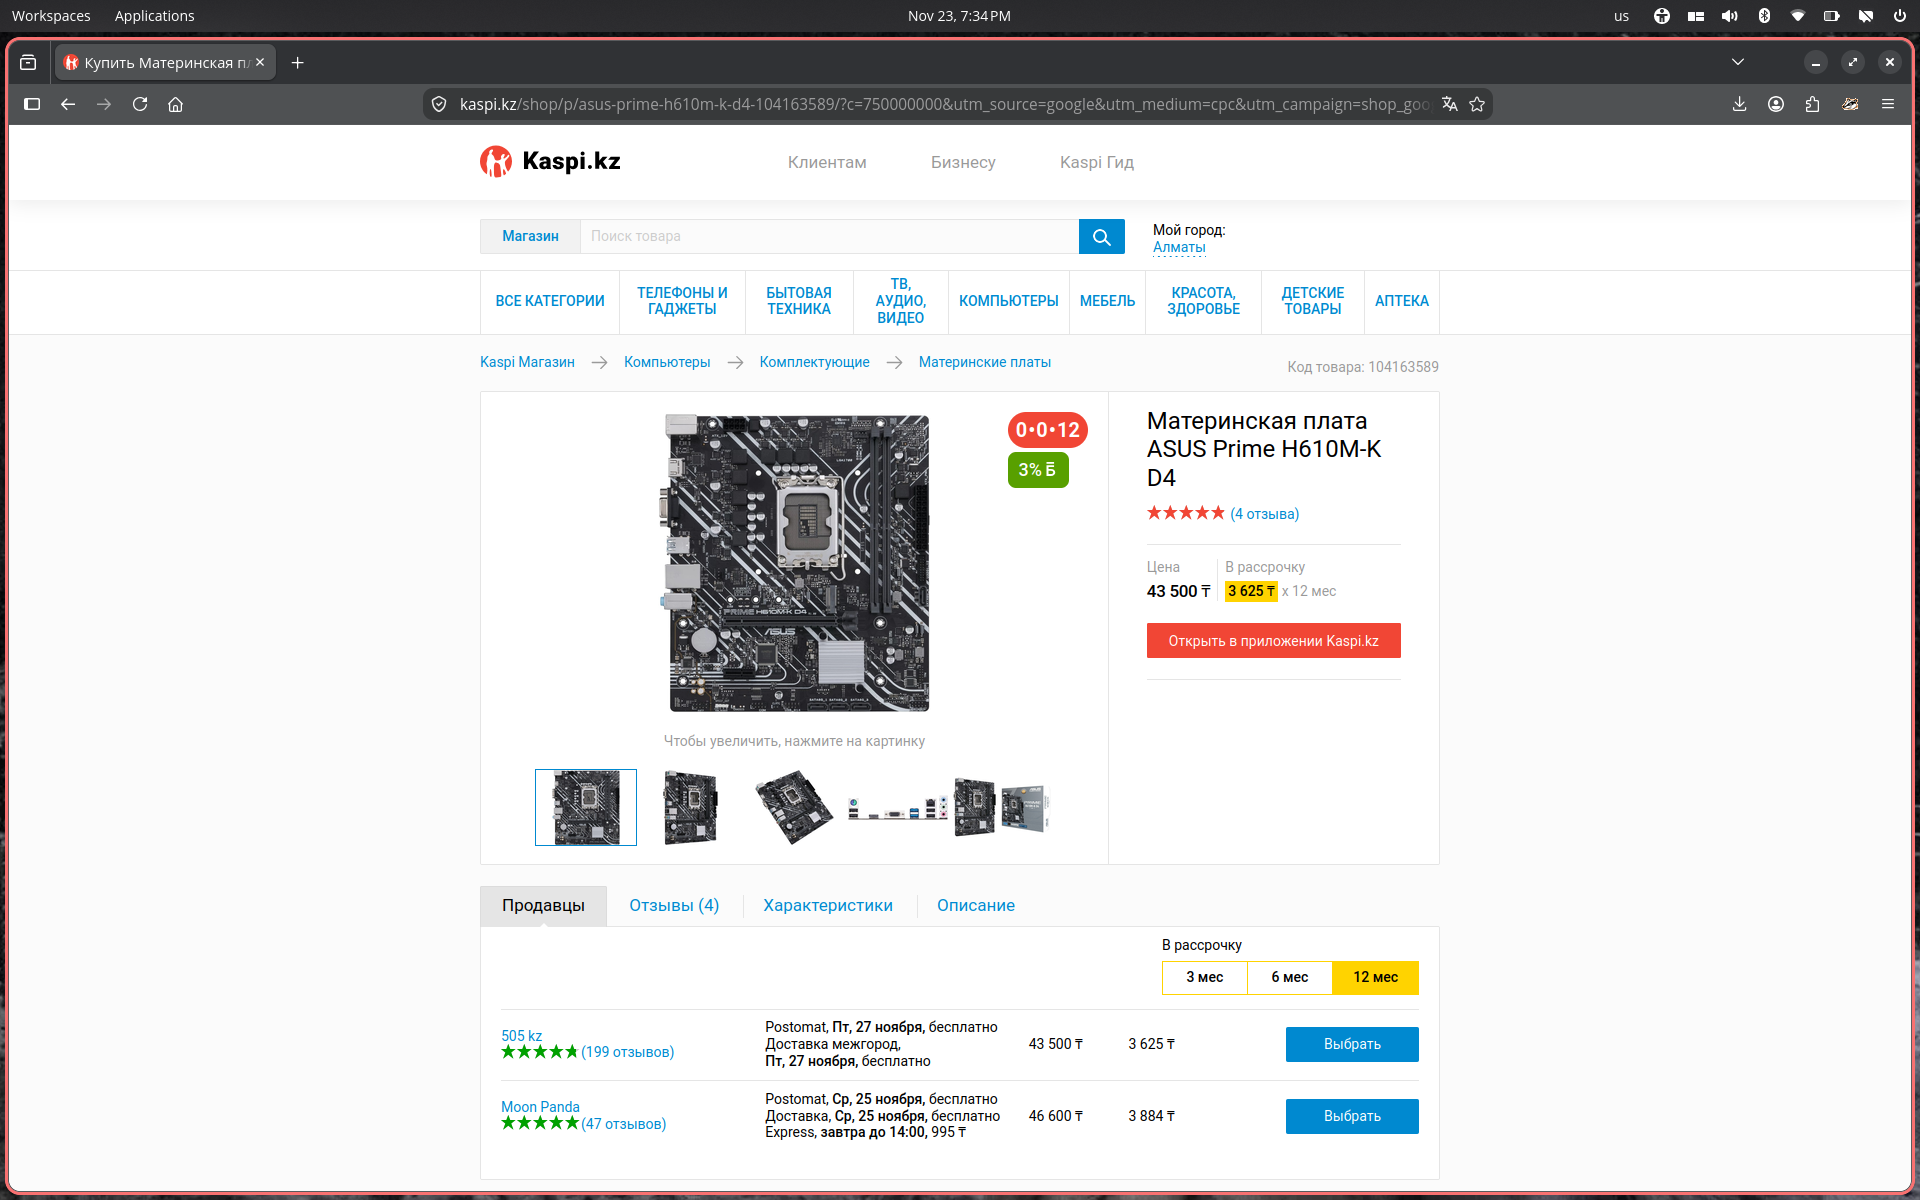 Workspaces Applications Nov 23, 7:34 PM us
Купить Материнская пл
kaspi.kz/shop/p/asus-prime-h610m-k-d4-104163589/?c=750000000&utm_source=google&utm_medium=cpc&utm_campaign=shop_goo
Kaspi.kz Клиентам Бизнесу Kaspi Гид
Магазин Поиск товара
Мой город:
Алматы
ВСЕ КАТЕГОРИИ
ТЕЛЕФОНЫ И
ГАДЖЕТЫ
БЫТОВАЯ
ТЕХНИКА
ТВ,
АУДИО,
ВИДЕО
КОМПЬЮТЕРЫ
МЕБЕЛЬ
КРАСОТА,
ЗДОРОВЬЕ
ДЕТСКИЕ
ТОВАРЫ
АПТЕКА
Kaspi Магазин Компьютеры Комплектующие Материнские платы
Код товара: 104163589
0•0•12
3% Б
PRIME H610M-K D4
ASUS
Чтобы увеличить, нажмите на картинку
Материнская плата
ASUS Prime H610M-K
D4
(4 отзыва)
Цена В рассрочку
43 500 ₸ 3 625 ₸ x 12 мес
Открыть в приложении Kaspi.kz
Продавцы Отзывы (4) Характеристики Описание
В рассрочку
3 мес 6 мес 12 мес
505 kz
(199 отзывов)
Postomat, Пт, 27 ноября, бесплатно
Доставка межгород,
Пт, 27 ноября, бесплатно
43 500 ₸ 3 625 ₸ Выбрать
Moon Panda
(47 отзывов)
Postomat, Ср, 25 ноября, бесплатно
Доставка, Ср, 25 ноября, бесплатно
Express, завтра до 14:00, 995 ₸
46 600 ₸ 3 884 ₸ Выбрать